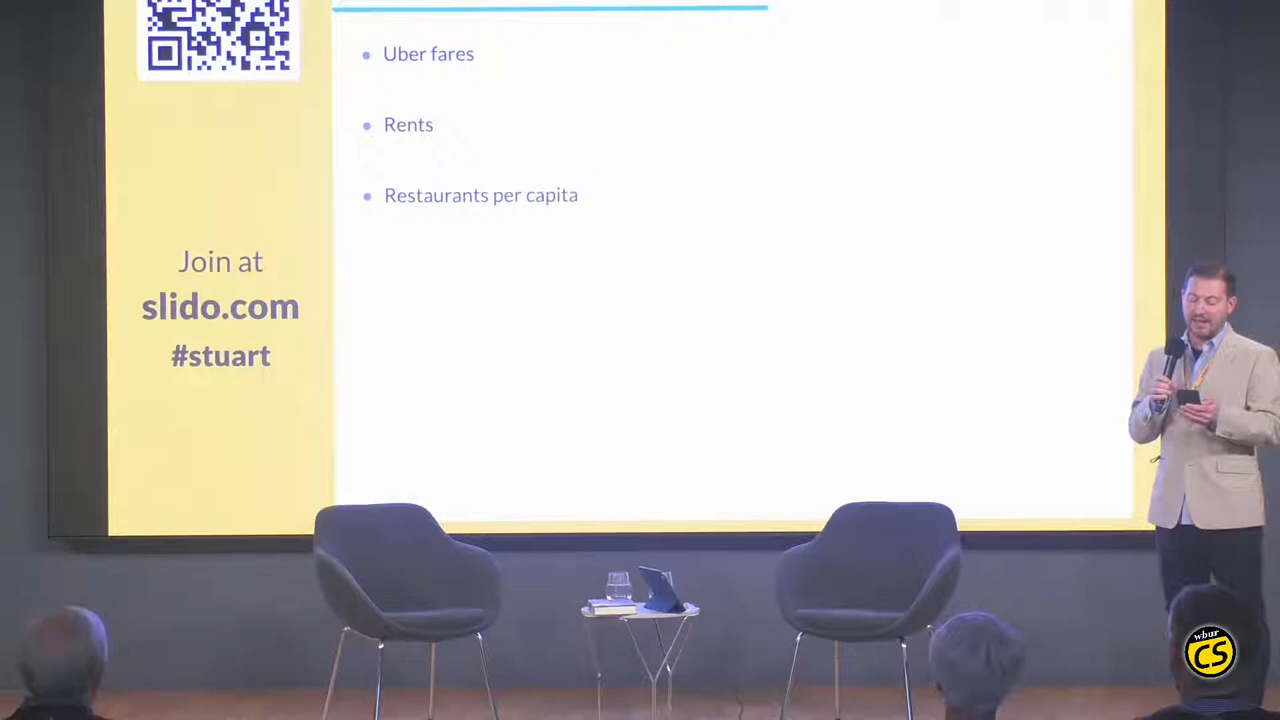 Uber fares
Rents
Restaurants per capita
Join at
slido.com
#stuart
wbur
CS